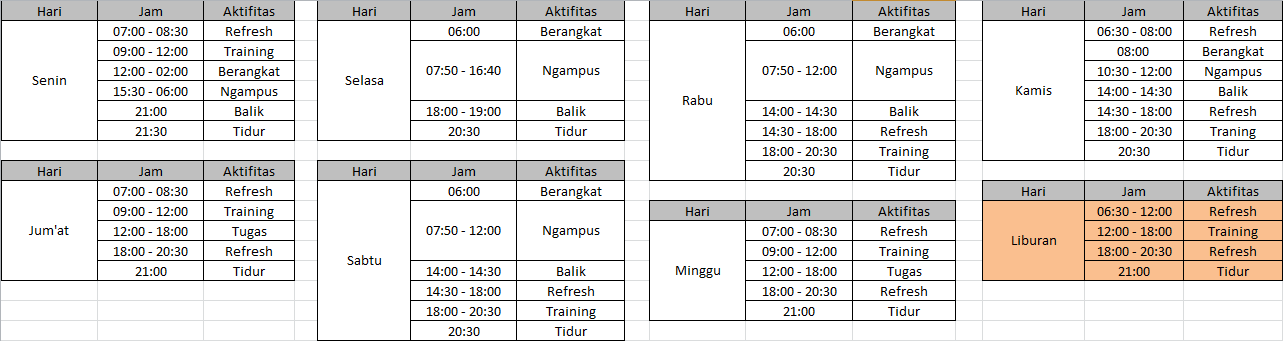 Hari Jam Aktifitas
Senin
07:00 - 08:30 Refresh
09:00 - 12:00 Training
12:00 - 02:00 Berangkat
15:30 - 06:00 Ngampus
21:00 Balik
21:30 Tidur
Hari Jam Aktifitas
Selasa
06:00 Berangkat
07:50 - 16:40 Ngampus
18:00 - 19:00 Balik
20:30 Tidur
Hari Jam Aktifitas
Rabu
06:00 Berangkat
07:50 - 12:00 Ngampus
14:00 - 14:30 Balik
14:30 - 18:00 Refresh
18:00 - 20:30 Training
20:30 Tidur
Hari Jam Aktifitas
Kamis
06:30 - 08:00 Refresh
08:00 Berangkat
10:30 - 12:00 Ngampus
14:00 - 14:30 Balik
14:30 - 18:00 Refresh
18:00 - 20:30 Traning
20:30 Tidur
Hari Jam Aktifitas
Jum'at
07:00 - 08:30 Refresh
09:00 - 12:00 Training
12:00 - 18:00 Tugas
18:00 - 20:30 Refresh
21:00 Tidur
Hari Jam Aktifitas
Sabtu
06:00 Berangkat
07:50 - 12:00 Ngampus
14:00 - 14:30 Balik
14:30 - 18:00 Refresh
18:00 - 20:30 Training
20:30 Tidur
Hari Jam Aktifitas
Minggu
07:00 - 08:30 Refresh
09:00 - 12:00 Training
12:00 - 18:00 Tugas
18:00 - 20:30 Refresh
21:00 Tidur
Hari Jam Aktifitas
Liburan
06:30 - 12:00 Refresh
12:00 - 18:00 Training
18:00 - 20:30 Refresh
21:00 Tidur